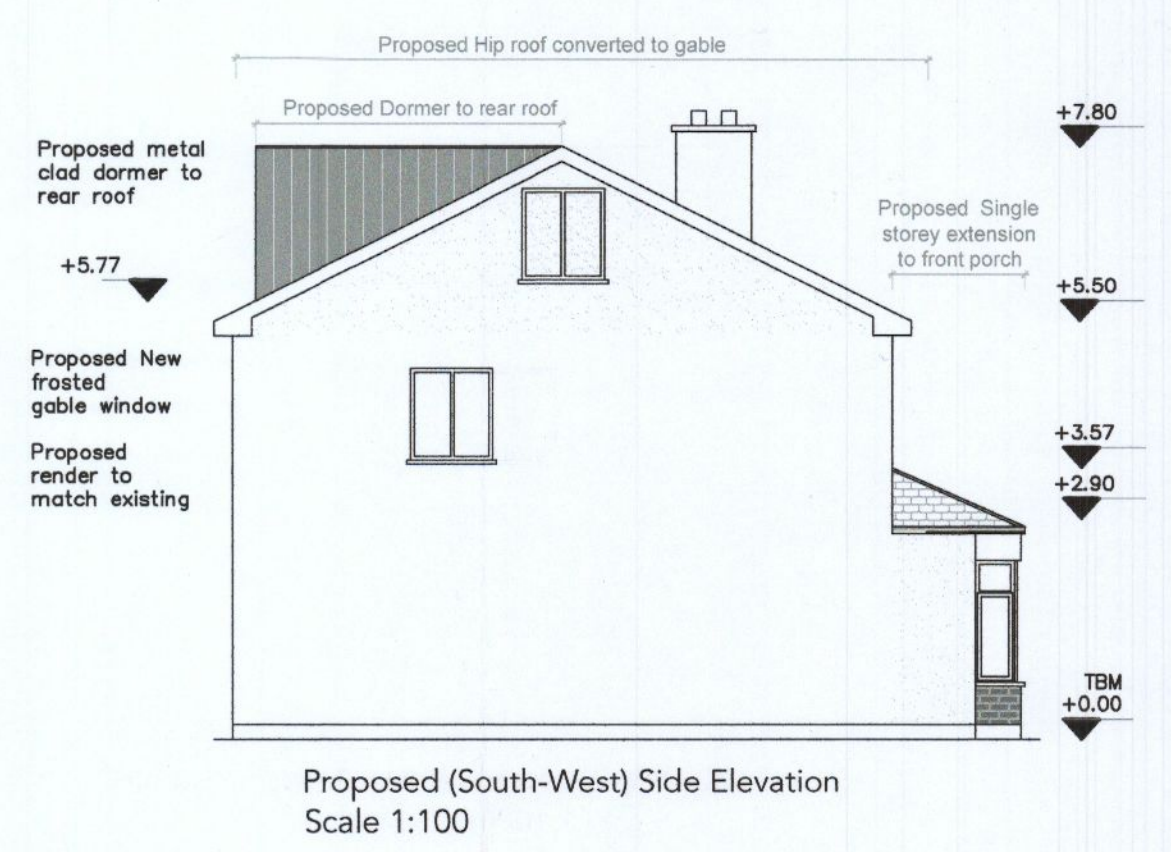 Proposed Hip roof converted to gable
Proposed Dormer to rear roof
+7.80
Proposed metal
clad dormer to
rear roof
Proposed Single
storey extension
to front porch
+5.77
+5.50
Proposed New
frosted
gable window
+3.57
Proposed
render to
match existing
+2.90
TBM
+0.00
Proposed (South-West) Side Elevation
Scale 1:100